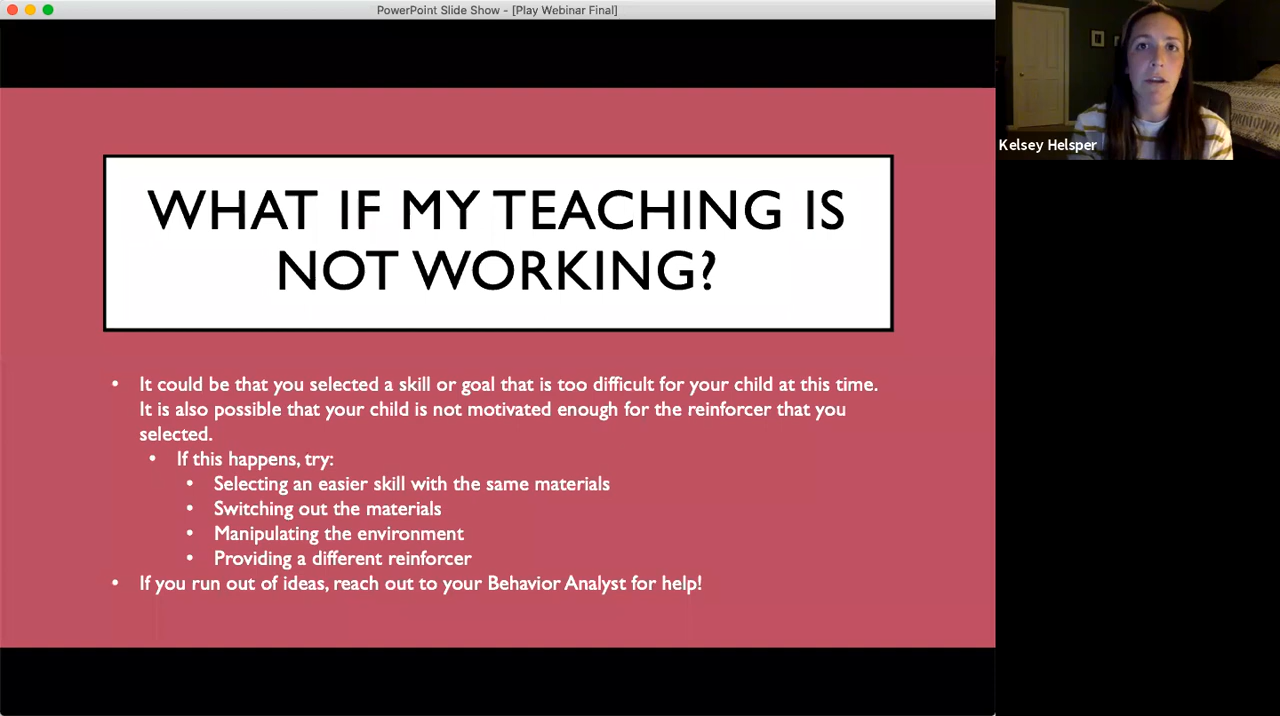 PowerPoint Slide Show - [Play Webinar Final]
WHAT IF MY TEACHING IS
NOT WORKING?
• It could be that you selected a skill or goal that is too difficult for your child at this time.
It is also possible that your child is not motivated enough for the reinforcer that you
selected.
• If this happens, try:
• Selecting an easier skill with the same materials
• Switching out the materials
• Manipulating the environment
• Providing a different reinforcer
• If you run out of ideas, reach out to your Behavior Analyst for help!
Kelsey Helsper